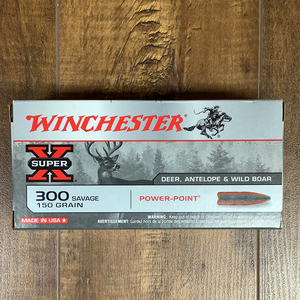 WINCHESTER
SUPER
X
DEER, ANTELOPE & WILD BOAR
300 SAVAGE
150 GRAIN
POWER-POINT®
MADE IN USA
WARNING:
AVERTISSEMENT: